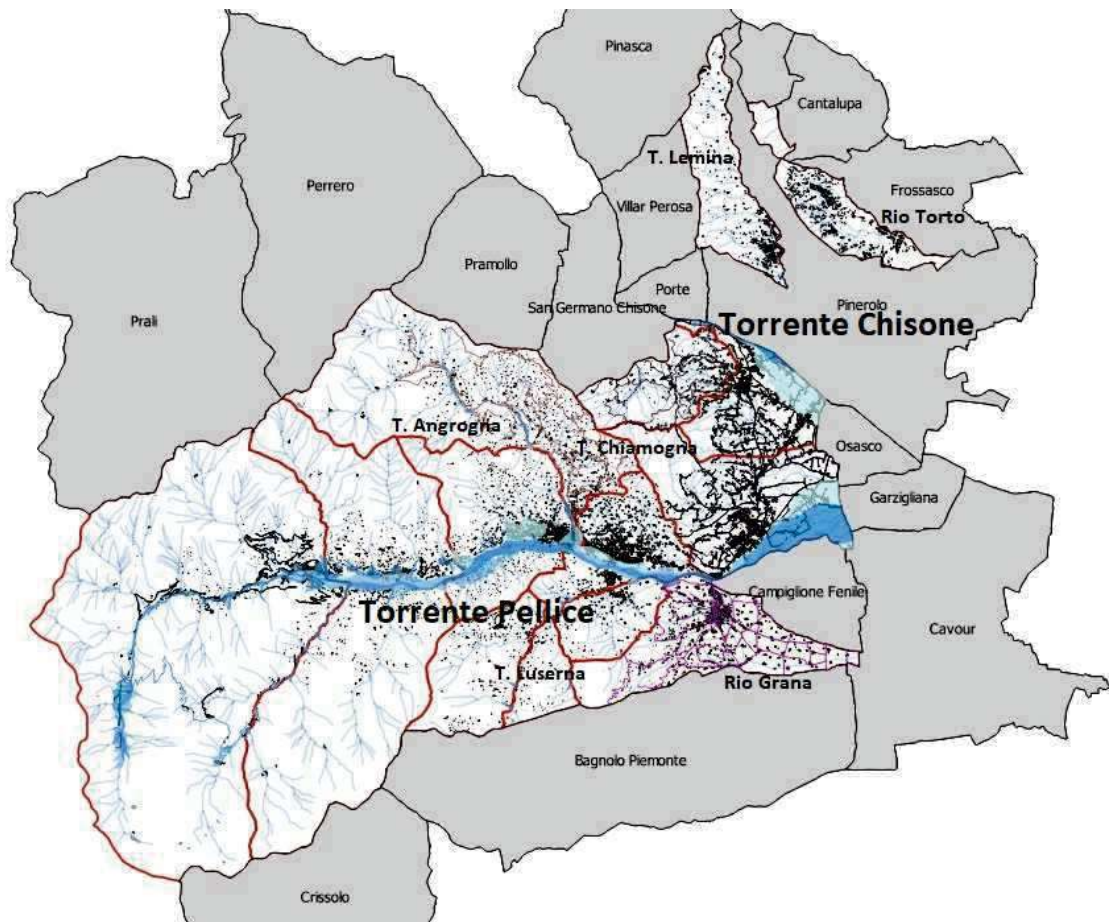 Pinasca
Cantalupa
T. Lemina
Perrero
Villar Perosa
Frossasco
Rio Torto
Pramollo
Porte
San Germano Chisone
Pinerolo
Prali
Torrente Chisone
T. Angrogna
T. Chiamogna
Osasco
Garzigliana
Campiglione Fenile
Torrente Pellice
Cavour
T. Luserna
Rio Grana
Bagnolo Piemonte
Crissolo